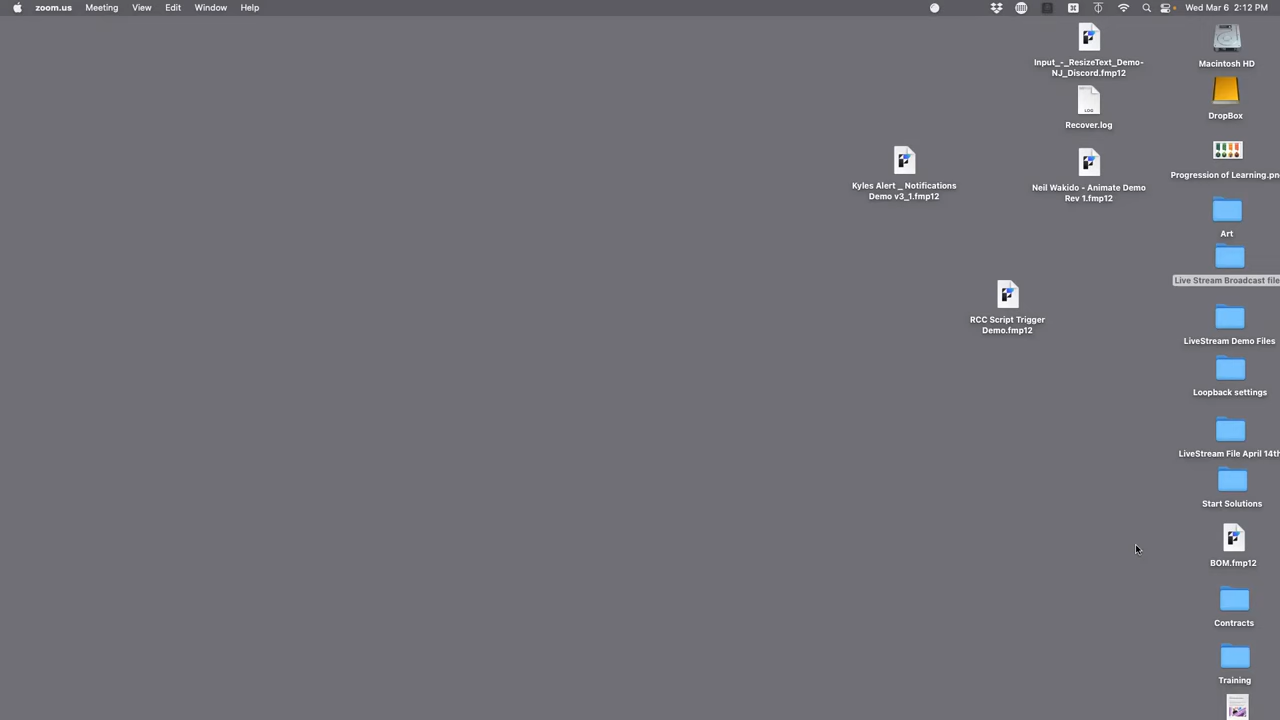 zoom.us Meeting View Edit Window Help Wed Mar 6 2:12 PM
Input_-_ResizeText_Demo-
NJ_Discord.fmp12
Macintosh HD
Recover.log
LOG
DropBox
Kyles Alert _ Notifications
Demo v3_1.fmp12
Neil Wakido - Animate Demo
Rev 1.fmp12
Progression of Learning.pn
Art
Live Stream Broadcast file
RCC Script Trigger
Demo.fmp12
LiveStream Demo Files
Loopback settings
LiveStream File April 14th
Start Solutions
BOM.fmp12
Contracts
Training